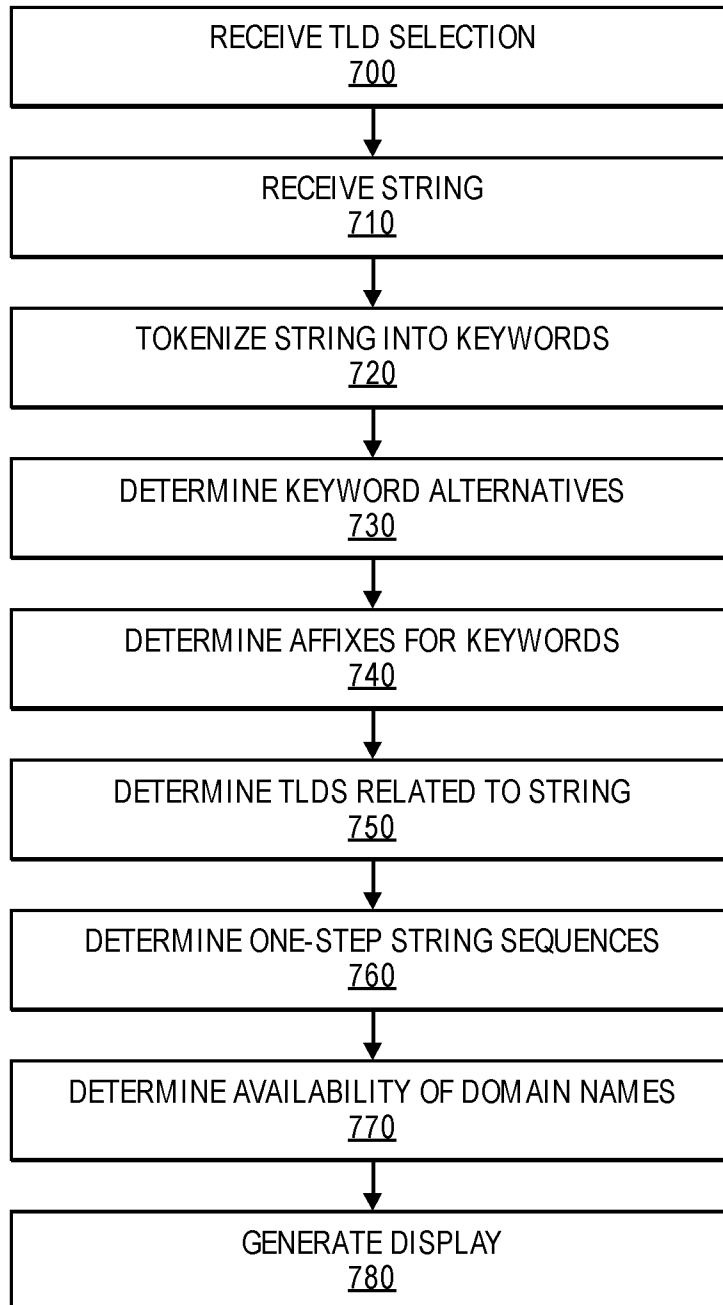 RECEIVE TLD SELECTION
700
RECEIVE STRING
710
TOKENIZE STRING INTO KEYWORDS
720
DETERMINE KEYWORD ALTERNATIVES
730
DETERMINE AFFIXES FOR KEYWORDS
740
DETERMINE TLDS RELATED TO STRING
750
DETERMINE ONE-STEP STRING SEQUENCES
760
DETERMINE AVAILABILITY OF DOMAIN NAMES
770
GENERATE DISPLAY
780